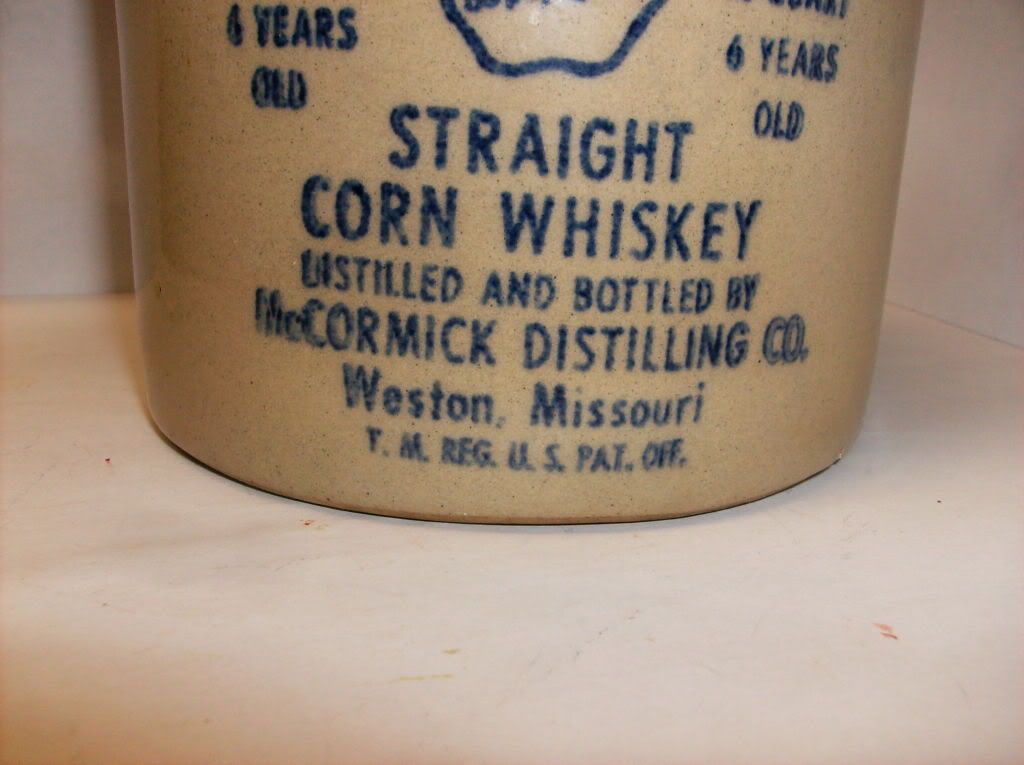 6 YEARS
OLD
QUART
6 YEARS
OLD
STRAIGHT
CORN WHISKEY
DISTILLED AND BOTTLED BY
McCORMICK DISTILLING CO.
Weston, Missouri
T. M. REG. U. S. PAT. OFF.